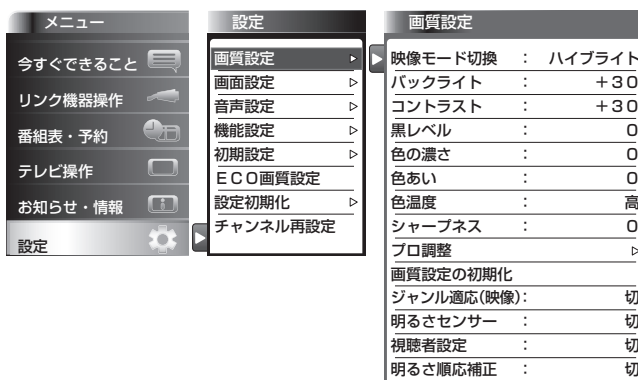 メニュー
今すぐできること
リンク機器操作
番組表・予約
テレビ操作
お知らせ・情報
設定
設定
画質設定
画面設定
音声設定
機能設定
初期設定
ECO画質設定
設定初期化
チャンネル再設定
画質設定
映像モード切換 : ハイブライト
バックライト : +30
コントラスト : +30
黒レベル : 0
色の濃さ : 0
色あい : 0
色温度 : 高
シャープネス : 0
プロ調整
画質設定の初期化
ジャンル適応(映像): 切
明るさセンサー : 切
視聴者設定 : 切
明るさ順応補正 : 切